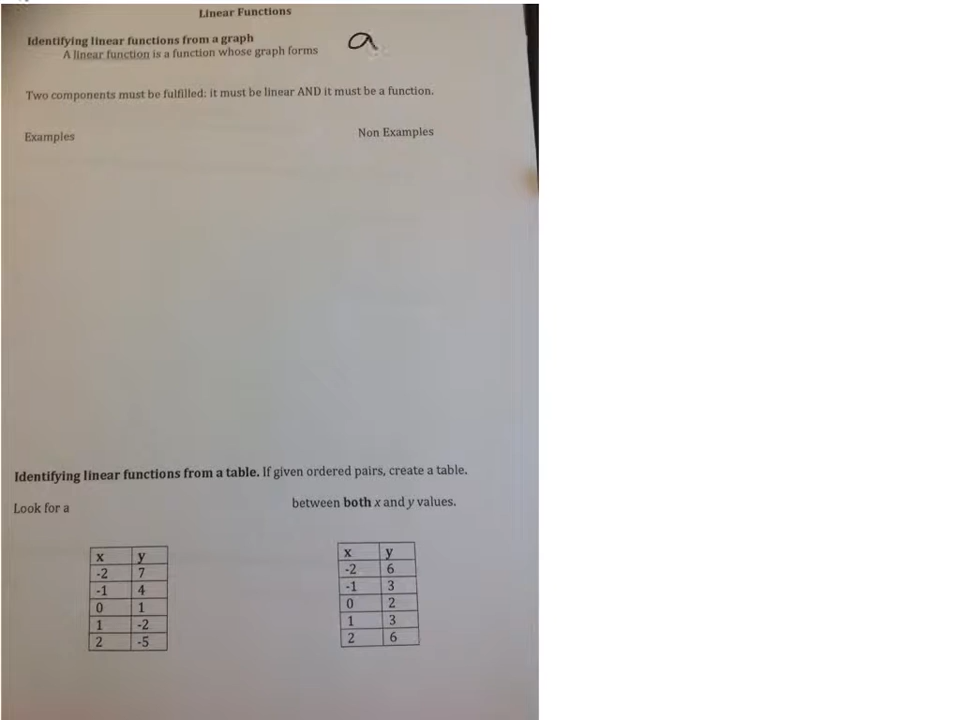 Linear Functions
Identifying linear functions from a graph
A linear function is a function whose graph forms a
Two components must be fulfilled: it must be linear AND it must be a function.
Examples Non Examples
Identifying linear functions from a table. If given ordered pairs, create a table.
Look for a between both x and y values.
x y x y
-2 7 -2 6
-1 4 -1 3
0 1 0 2
1 -2 1 3
2 -5 2 6